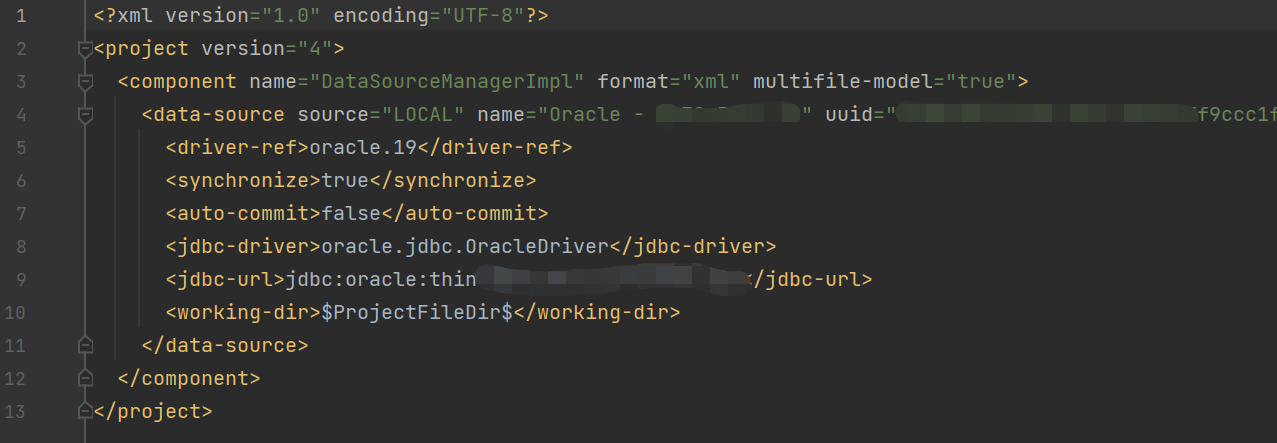 1 <?xml version="1.0" encoding="UTF-8"?>
2 <project version="4">
3 <component name="DataSourceManagerImpl" format="xml" multifile-model="true">
4 <data-source source="LOCAL" name="Oracle - " uuid=" f9ccc1f
5 <driver-ref>oracle.19</driver-ref>
6 <synchronize>true</synchronize>
7 <auto-commit>false</auto-commit>
8 <jdbc-driver>oracle.jdbc.OracleDriver</jdbc-driver>
9 <jdbc-url>jdbc:oracle:thin </jdbc-url>
10 <working-dir>$ProjectFileDir$</working-dir>
11 </data-source>
12 </component>
13 </project>